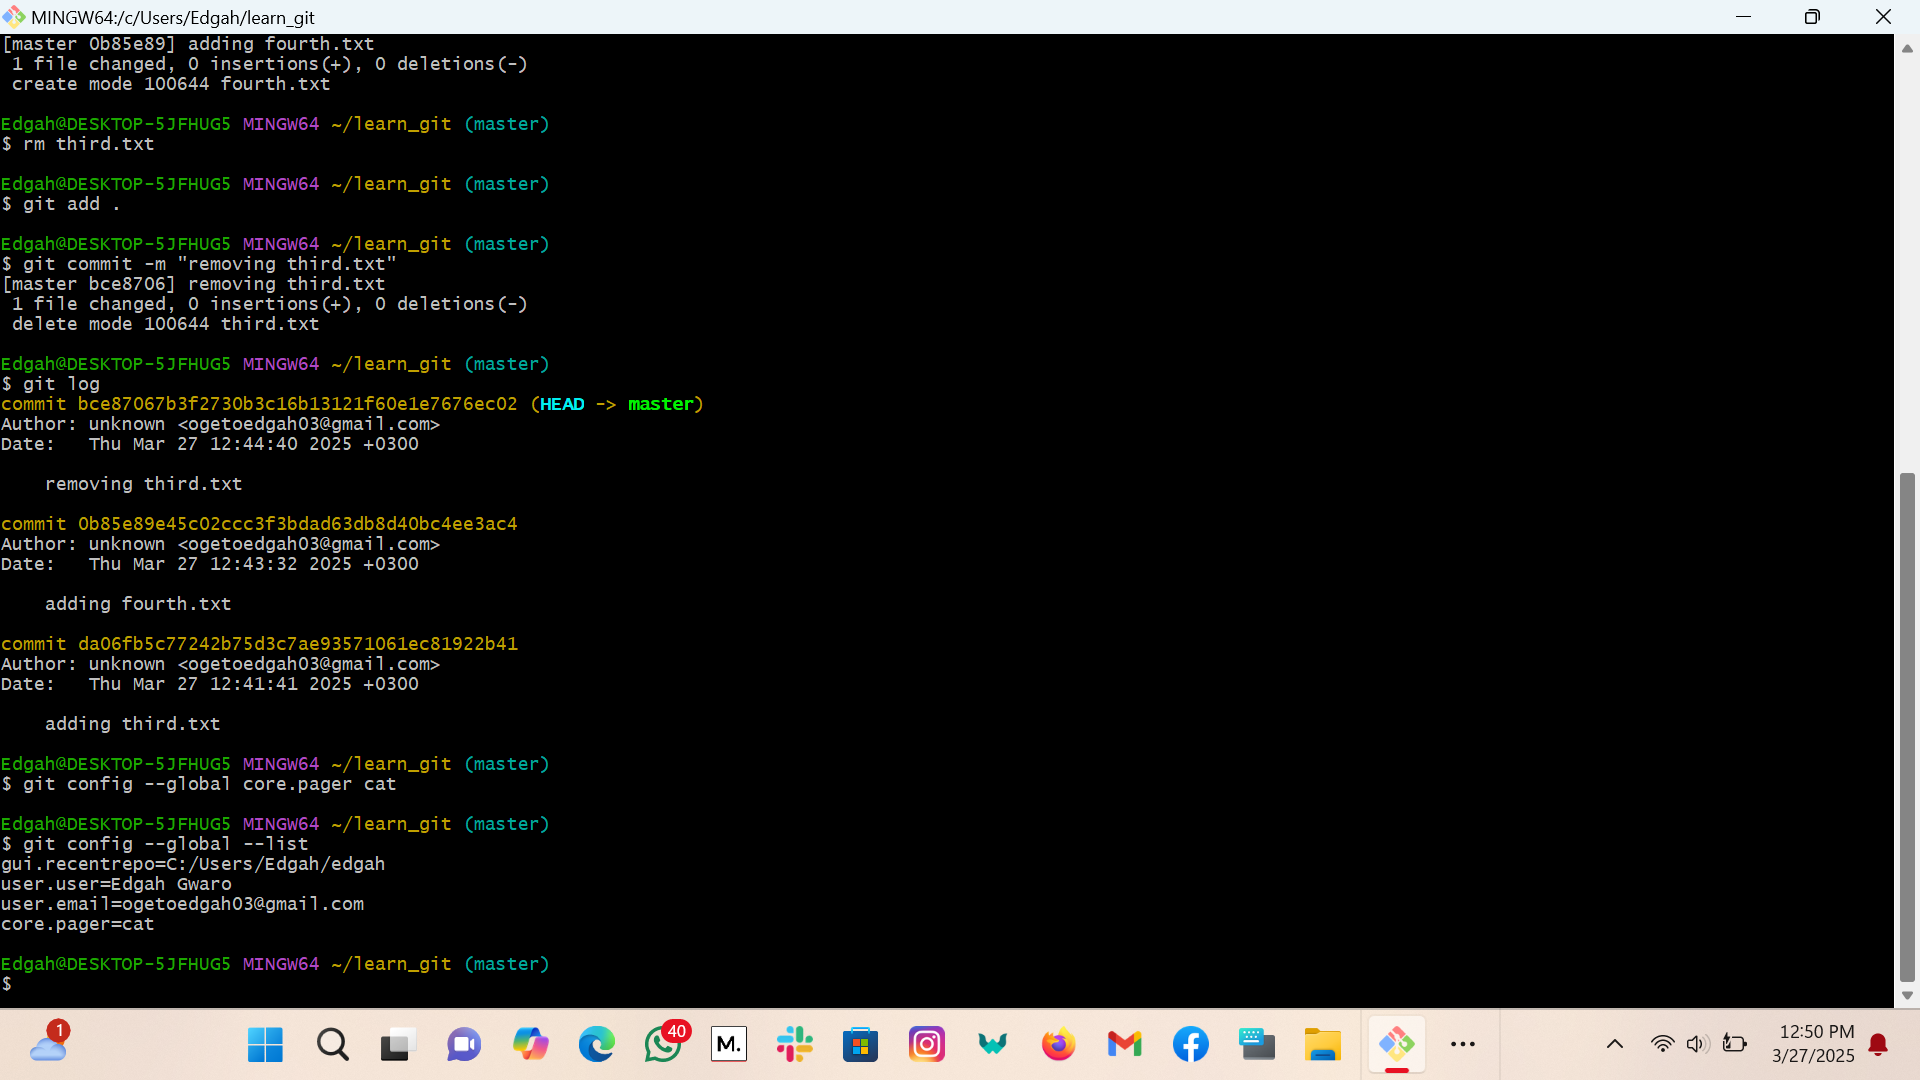 MINGW64:/c/Users/Edgah/learn_git
[master 0b85e89] adding fourth.txt
 1 file changed, 0 insertions(+), 0 deletions(-)
 create mode 100644 fourth.txt
Edgah@DESKTOP-5JFHUG5 MINGW64 ~/learn_git (master)
$ rm third.txt
Edgah@DESKTOP-5JFHUG5 MINGW64 ~/learn_git (master)
$ git add .
Edgah@DESKTOP-5JFHUG5 MINGW64 ~/learn_git (master)
$ git commit -m "removing third.txt"
[master bce8706] removing third.txt
 1 file changed, 0 insertions(+), 0 deletions(-)
 delete mode 100644 third.txt
Edgah@DESKTOP-5JFHUG5 MINGW64 ~/learn_git (master)
$ git log
commit bce87067b3f2730b3c16b13121f60e1e7676ec02 (HEAD -> master)
Author: unknown <ogetoedgah03@gmail.com>
Date:   Thu Mar 27 12:44:40 2025 +0300
    removing third.txt
commit 0b85e89e45c02ccc3f3bdad63db8d40bc4ee3ac4
Author: unknown <ogetoedgah03@gmail.com>
Date:   Thu Mar 27 12:43:32 2025 +0300
    adding fourth.txt
commit da06fb5c77242b75d3c7ae93571061ec81922b41
Author: unknown <ogetoedgah03@gmail.com>
Date:   Thu Mar 27 12:41:41 2025 +0300
    adding third.txt
Edgah@DESKTOP-5JFHUG5 MINGW64 ~/learn_git (master)
$ git config --global core.pager cat
Edgah@DESKTOP-5JFHUG5 MINGW64 ~/learn_git (master)
$ git config --global --list
gui.recentrepo=C:/Users/Edgah/edgah
user.user=Edgah Gwaro
user.email=ogetoedgah03@gmail.com
core.pager=cat
Edgah@DESKTOP-5JFHUG5 MINGW64 ~/learn_git (master)
$
1
40
M.
12:50 PM
3/27/2025